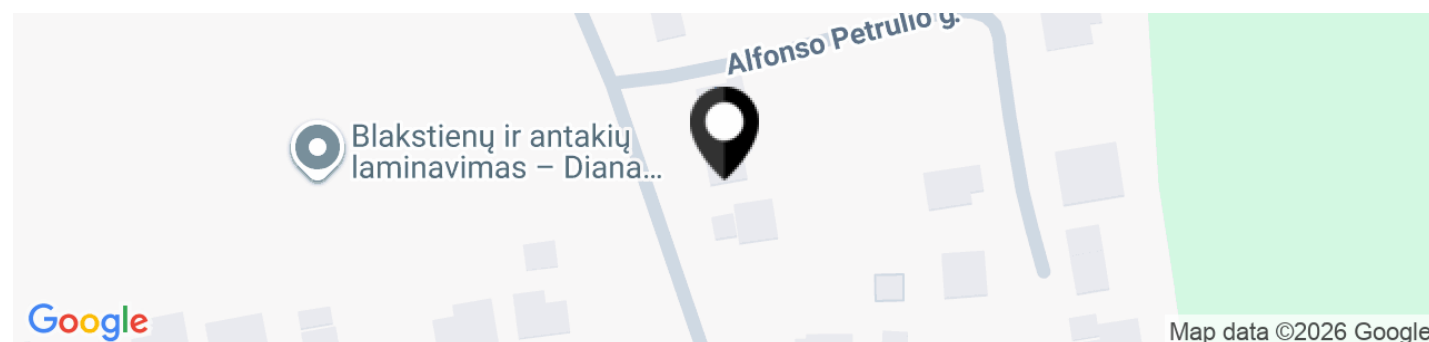 Alfonso Petrulio g.
Blakstienų ir antakių
laminavimas – Diana...
Google
Map data ©2026 Google